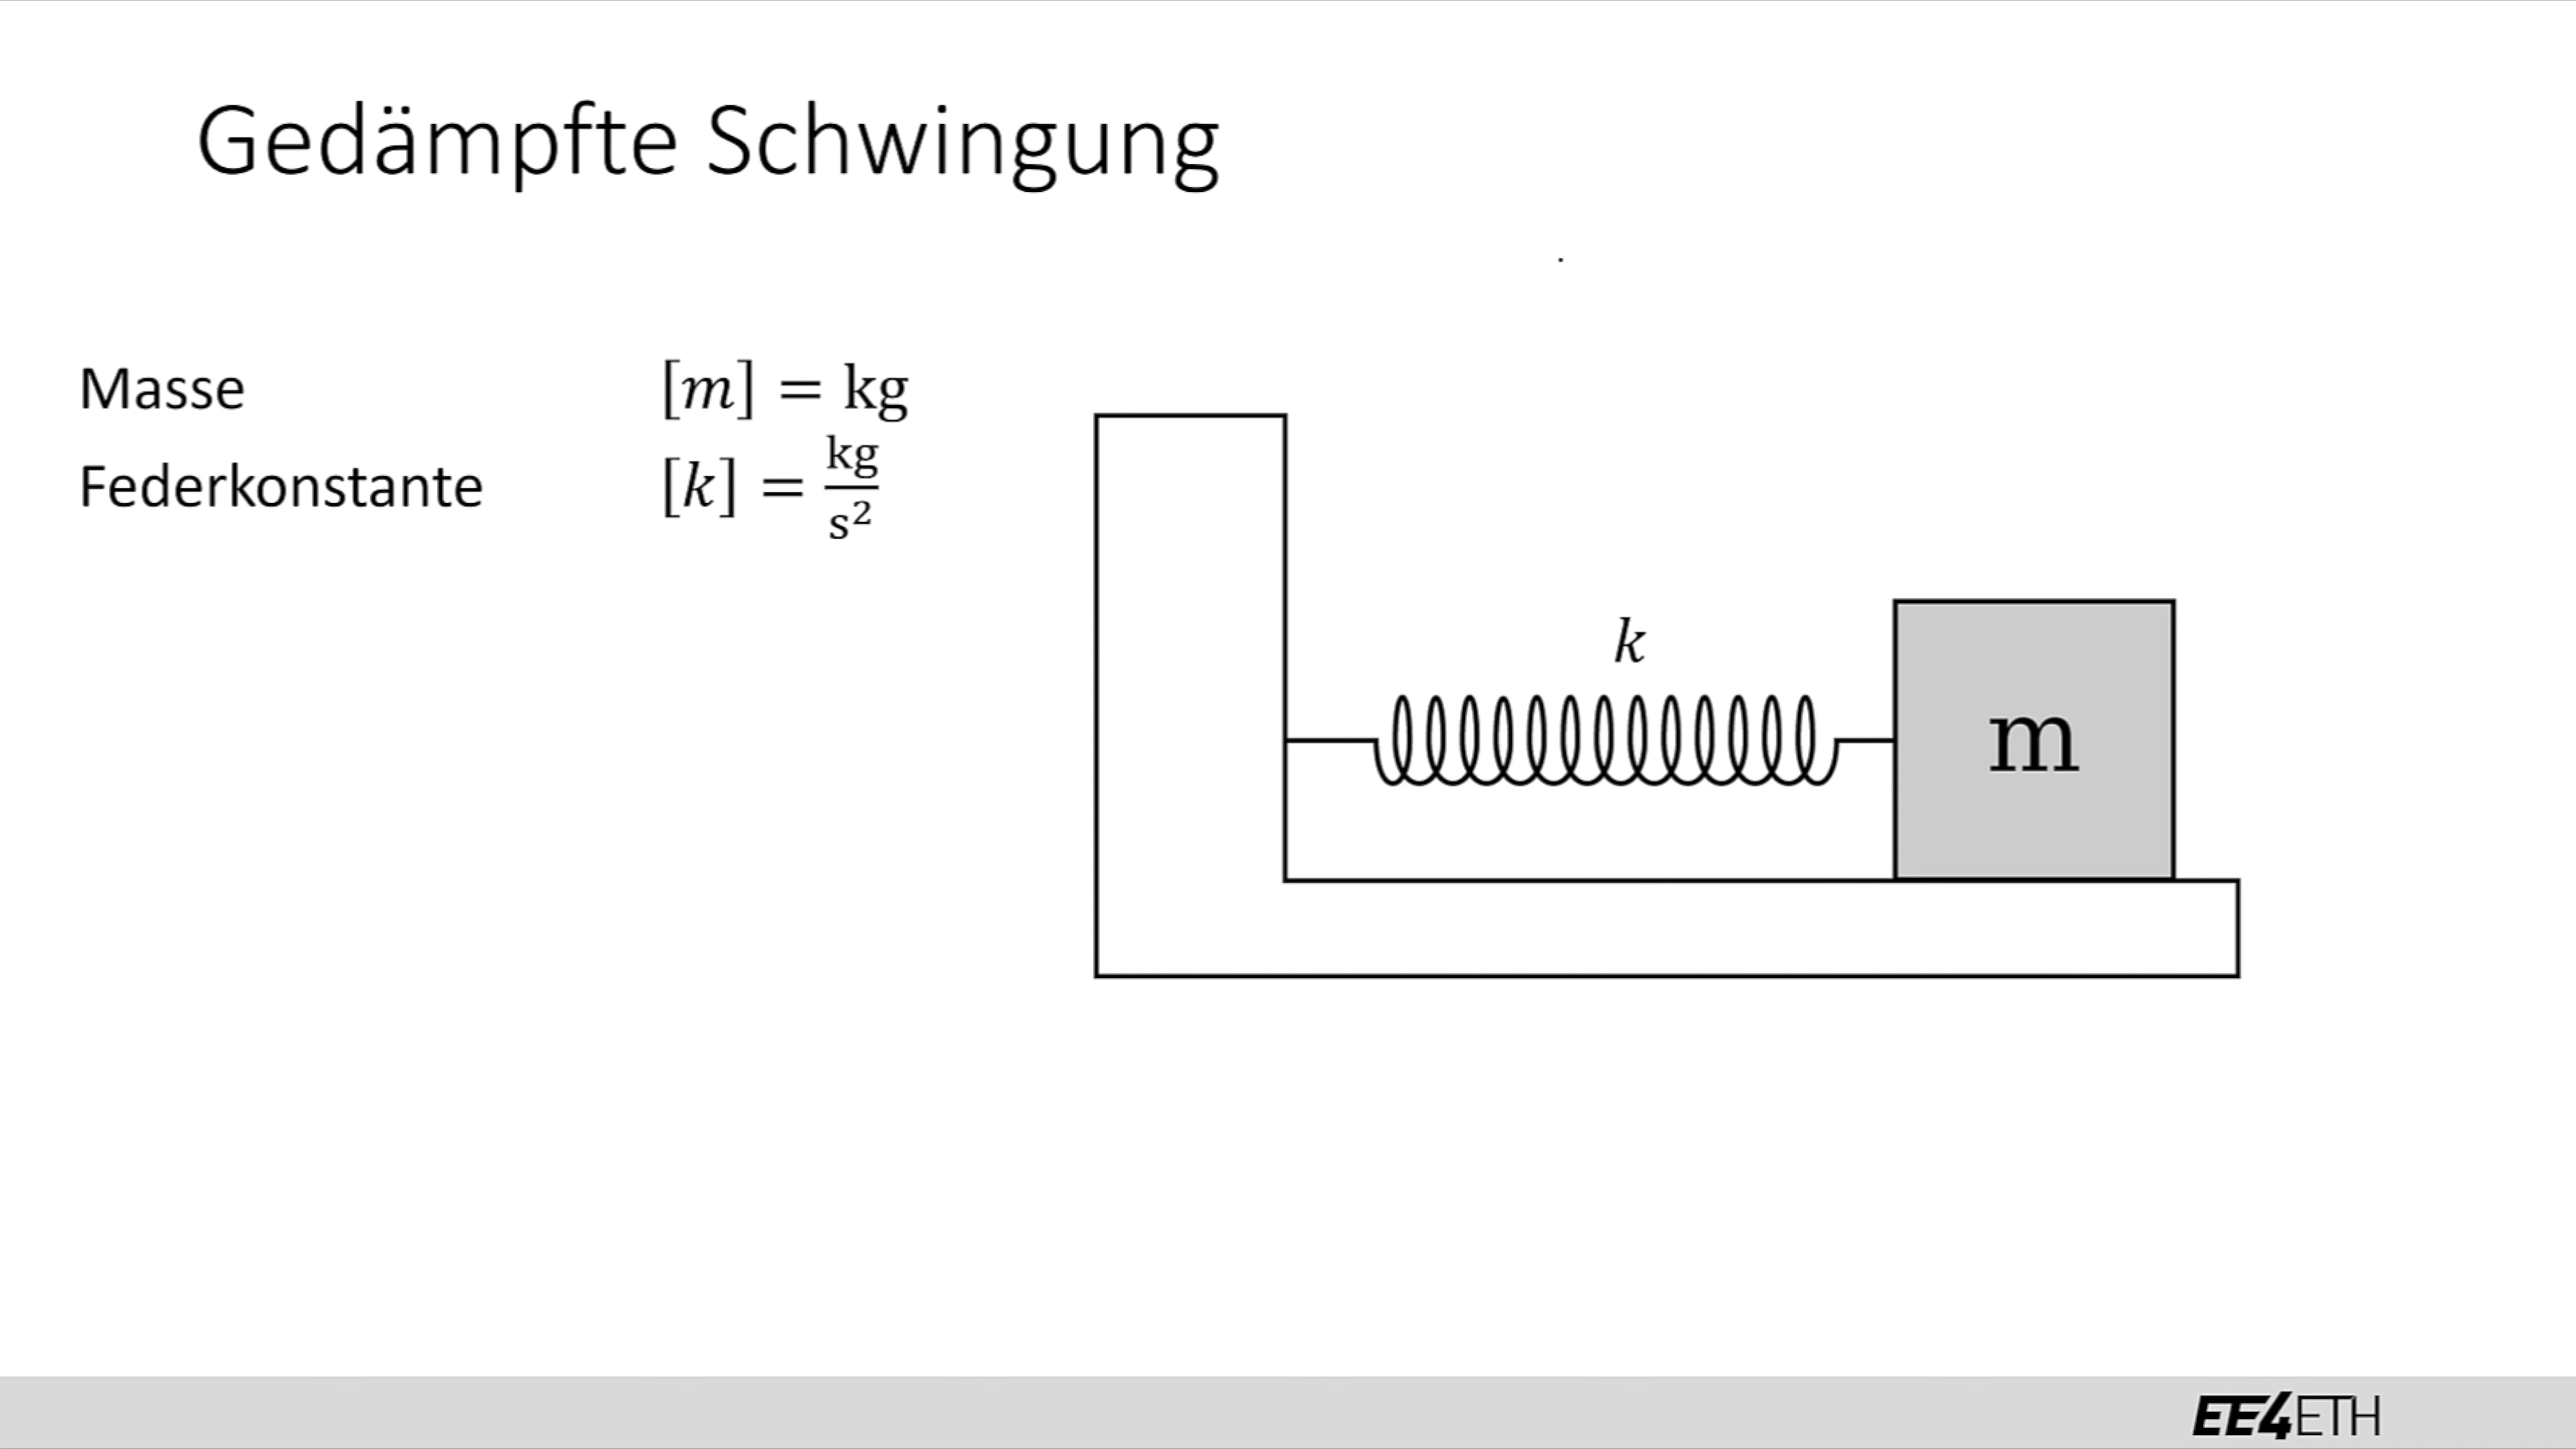 Gedämpfte Schwingung
Masse [m] = kg
Federkonstante [k] = kg/s²
k
m
EE4ETH